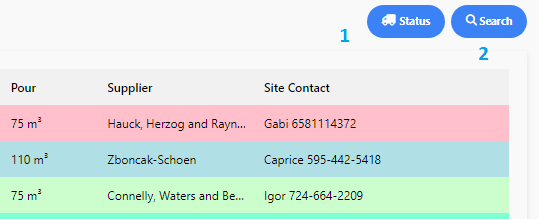 Status Search
1
2
Pour Supplier Site Contact
75 m³ Hauck, Herzog and Rayn... Gabi 6581114372
110 m³ Zboncak-Schoen Caprice 595-442-5418
75 m³ Connelly, Waters and Be... Igor 724-664-2209